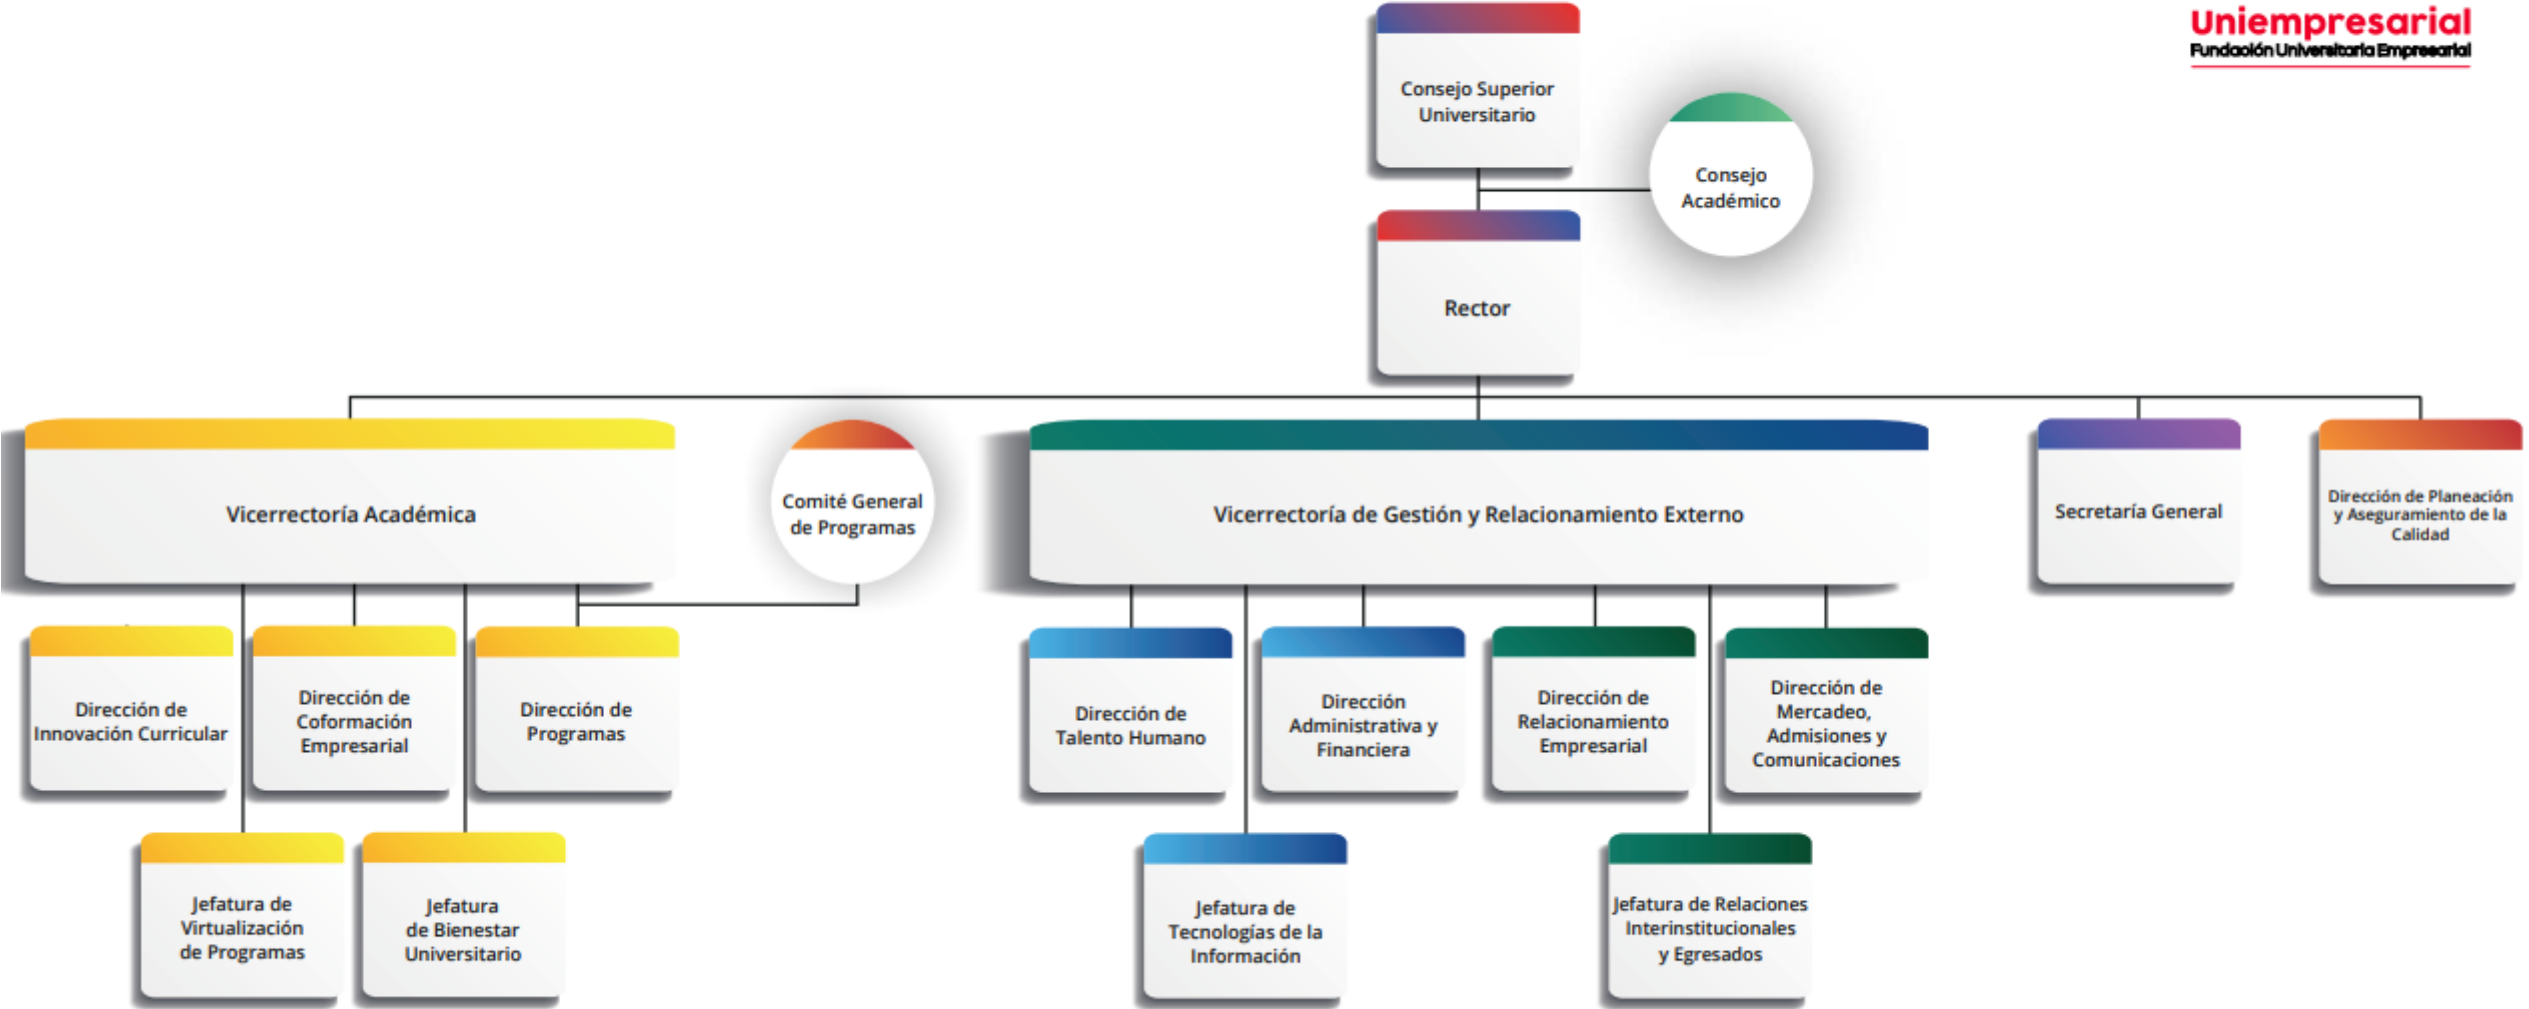 Uniempresarial
Fundación Universitaria Empresarial
Consejo Superior
Universitario
Consejo
Académico
Rector
Vicerrectoría Académica
Comité General
de Programas
Vicerrectoría de Gestión y Relacionamiento Externo
Secretaría General
Dirección de Planeación
y Aseguramiento de la
Calidad
Dirección de
Innovación Curricular
Dirección de
Coformación
Empresarial
Dirección de
Programas
Dirección de
Talento Humano
Dirección
Administrativa y
Financiera
Dirección de
Relacionamiento
Empresarial
Dirección de
Mercadeo,
Admisiones y
Comunicaciones
Jefatura de
Virtualización
de Programas
Jefatura
de Bienestar
Universitario
Jefatura de
Tecnologías de la
Información
Jefatura de Relaciones
Interinstitucionales
y Egresados